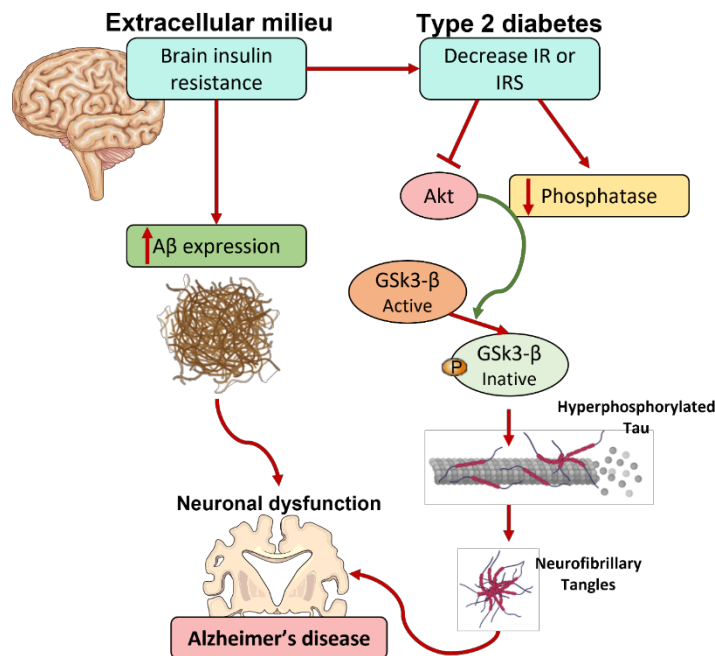 Extracellular milieu
Type 2 diabetes
Brain insulin
resistance
Decrease IR or
IRS
Akt
Phosphatase
Aβ expression
GSk3-β
Active
GSk3-β
P
Inative
Hyperphosphorylated
Tau
Neuronal dysfunction
Neurofibrillary
Tangles
Alzheimer's disease